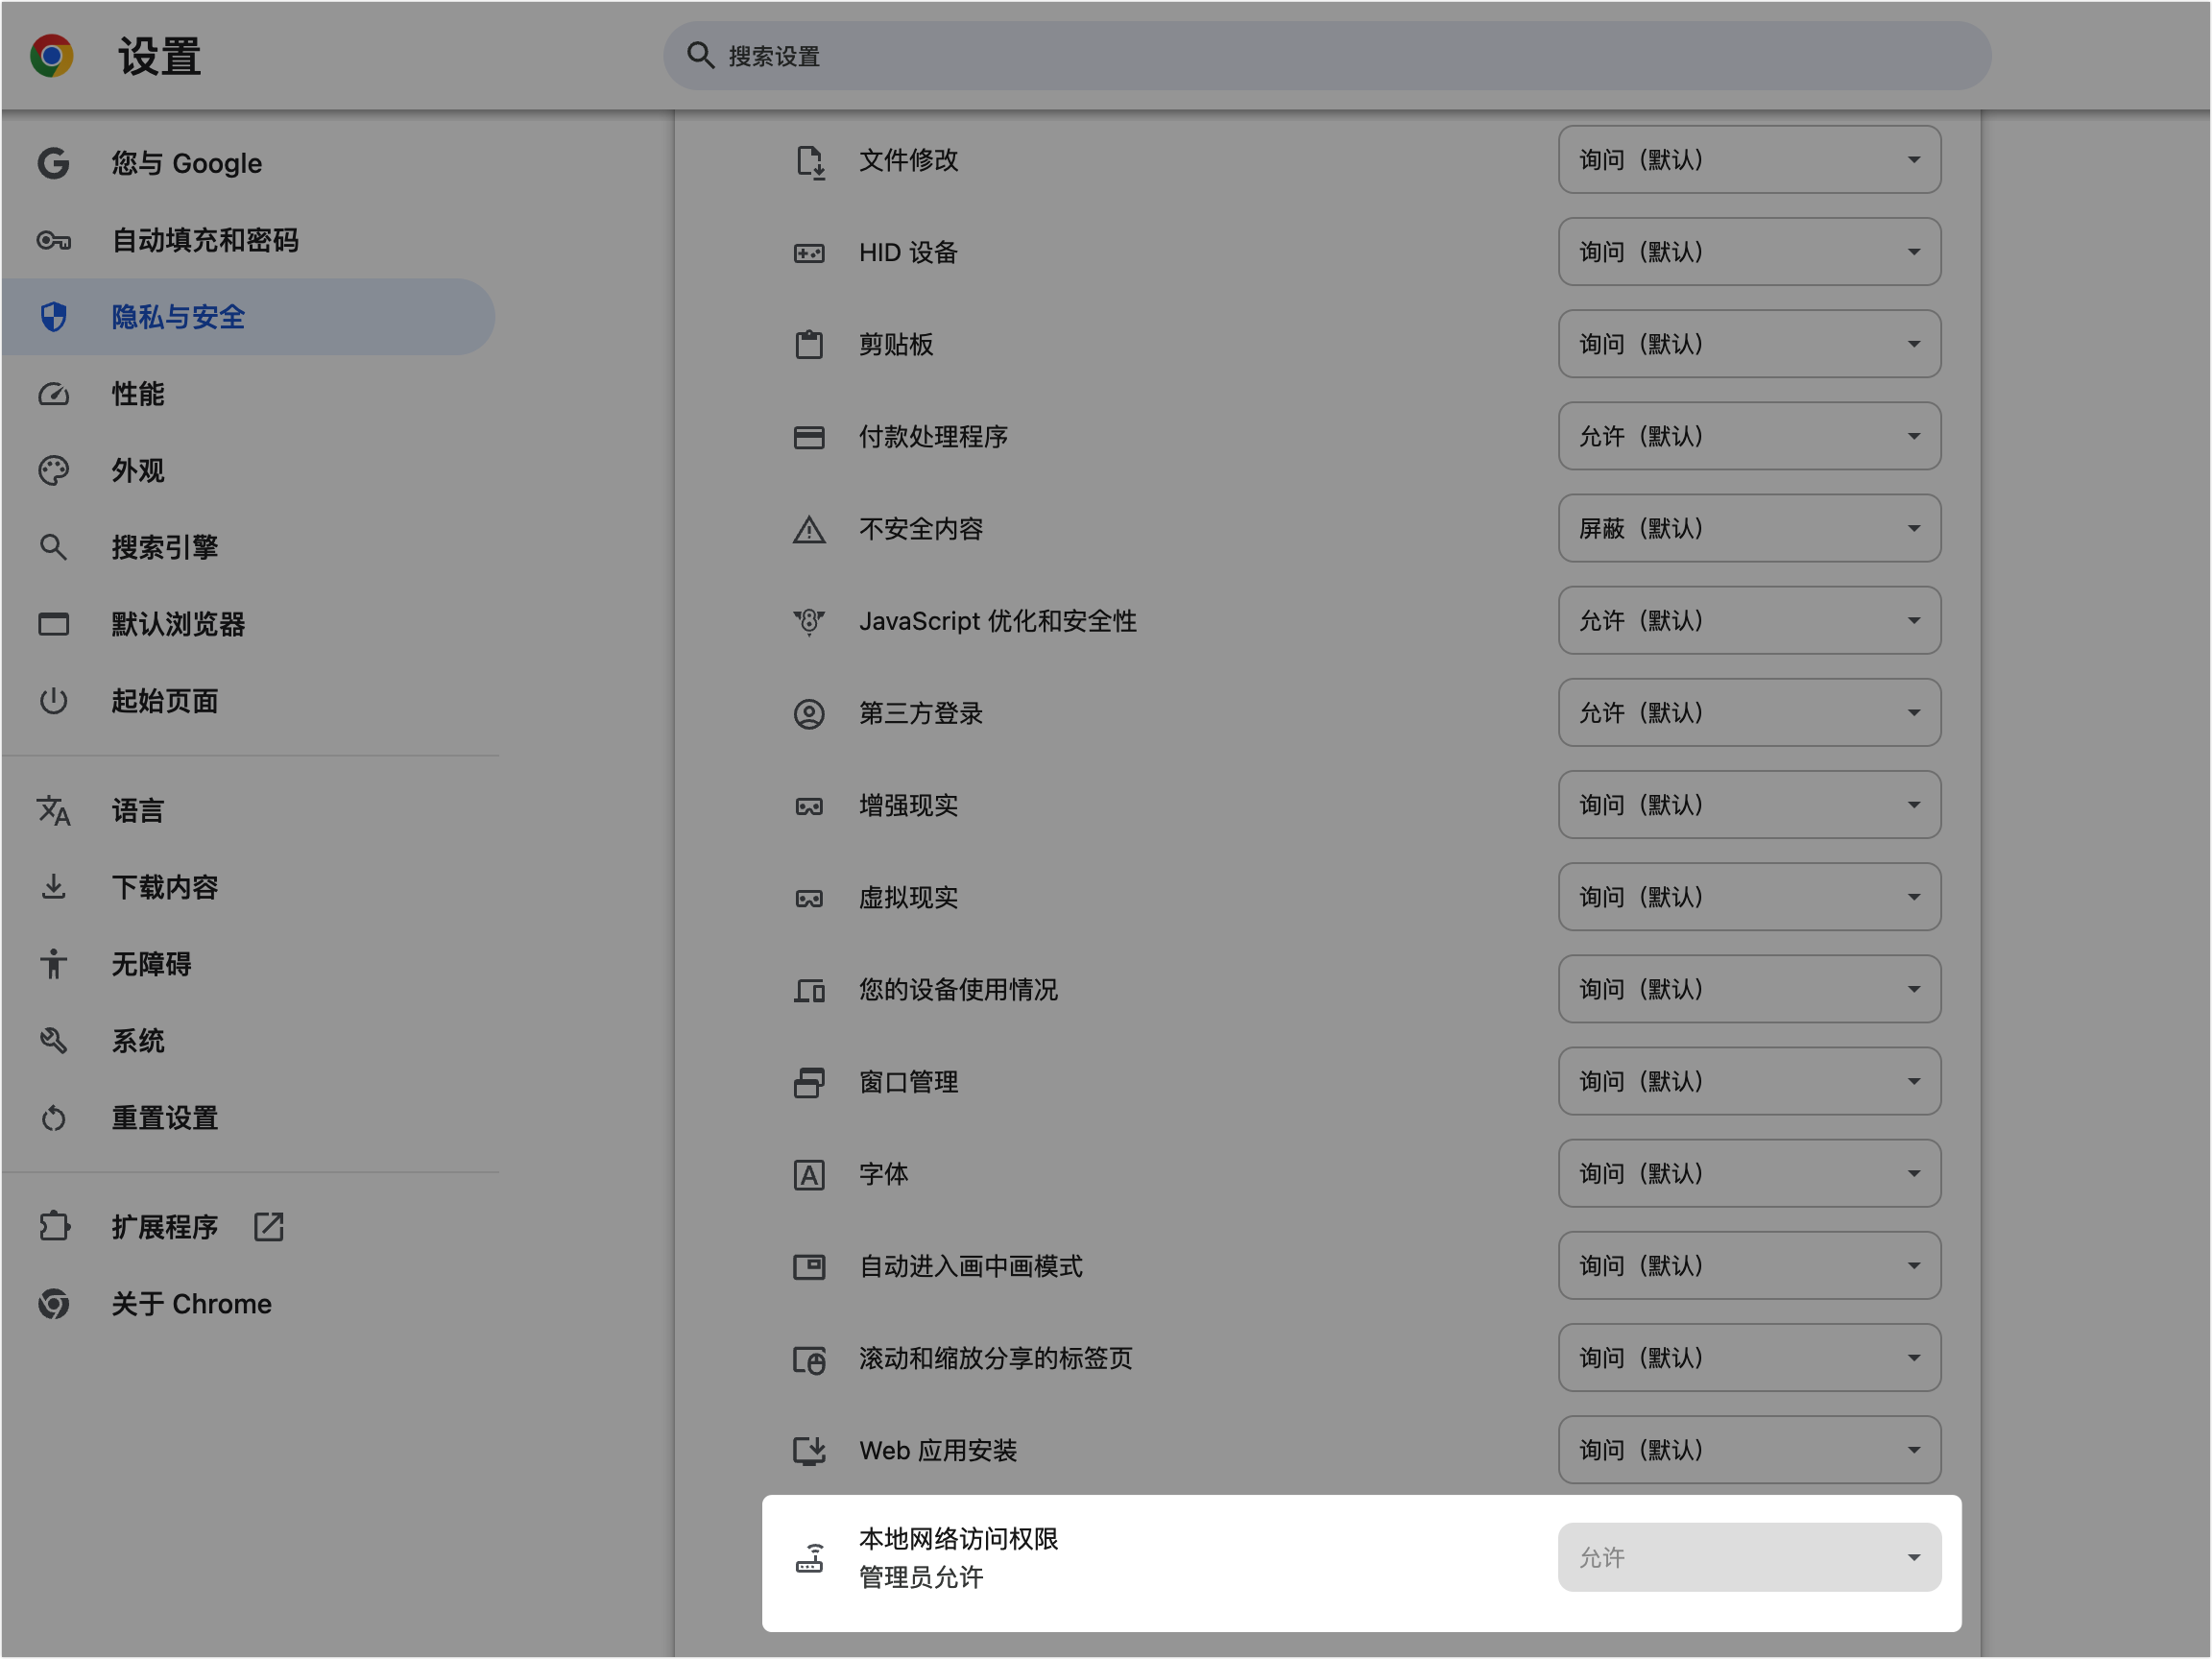 设置
搜索设置
您与 Google
自动填充和密码
隐私与安全
性能
外观
搜索引擎
默认浏览器
起始页面
语言
下载内容
无障碍
系统
重置设置
扩展程序
关于 Chrome
文件修改
询问（默认）
HID 设备
询问（默认）
剪贴板
询问（默认）
付款处理程序
允许（默认）
不安全内容
屏蔽（默认）
JavaScript 优化和安全性
允许（默认）
第三方登录
允许（默认）
增强现实
询问（默认）
虚拟现实
询问（默认）
您的设备使用情况
询问（默认）
窗口管理
询问（默认）
字体
询问（默认）
自动进入画中画模式
询问（默认）
滚动和缩放分享的标签页
询问（默认）
Web 应用安装
询问（默认）
本地网络访问权限
管理员允许
允许